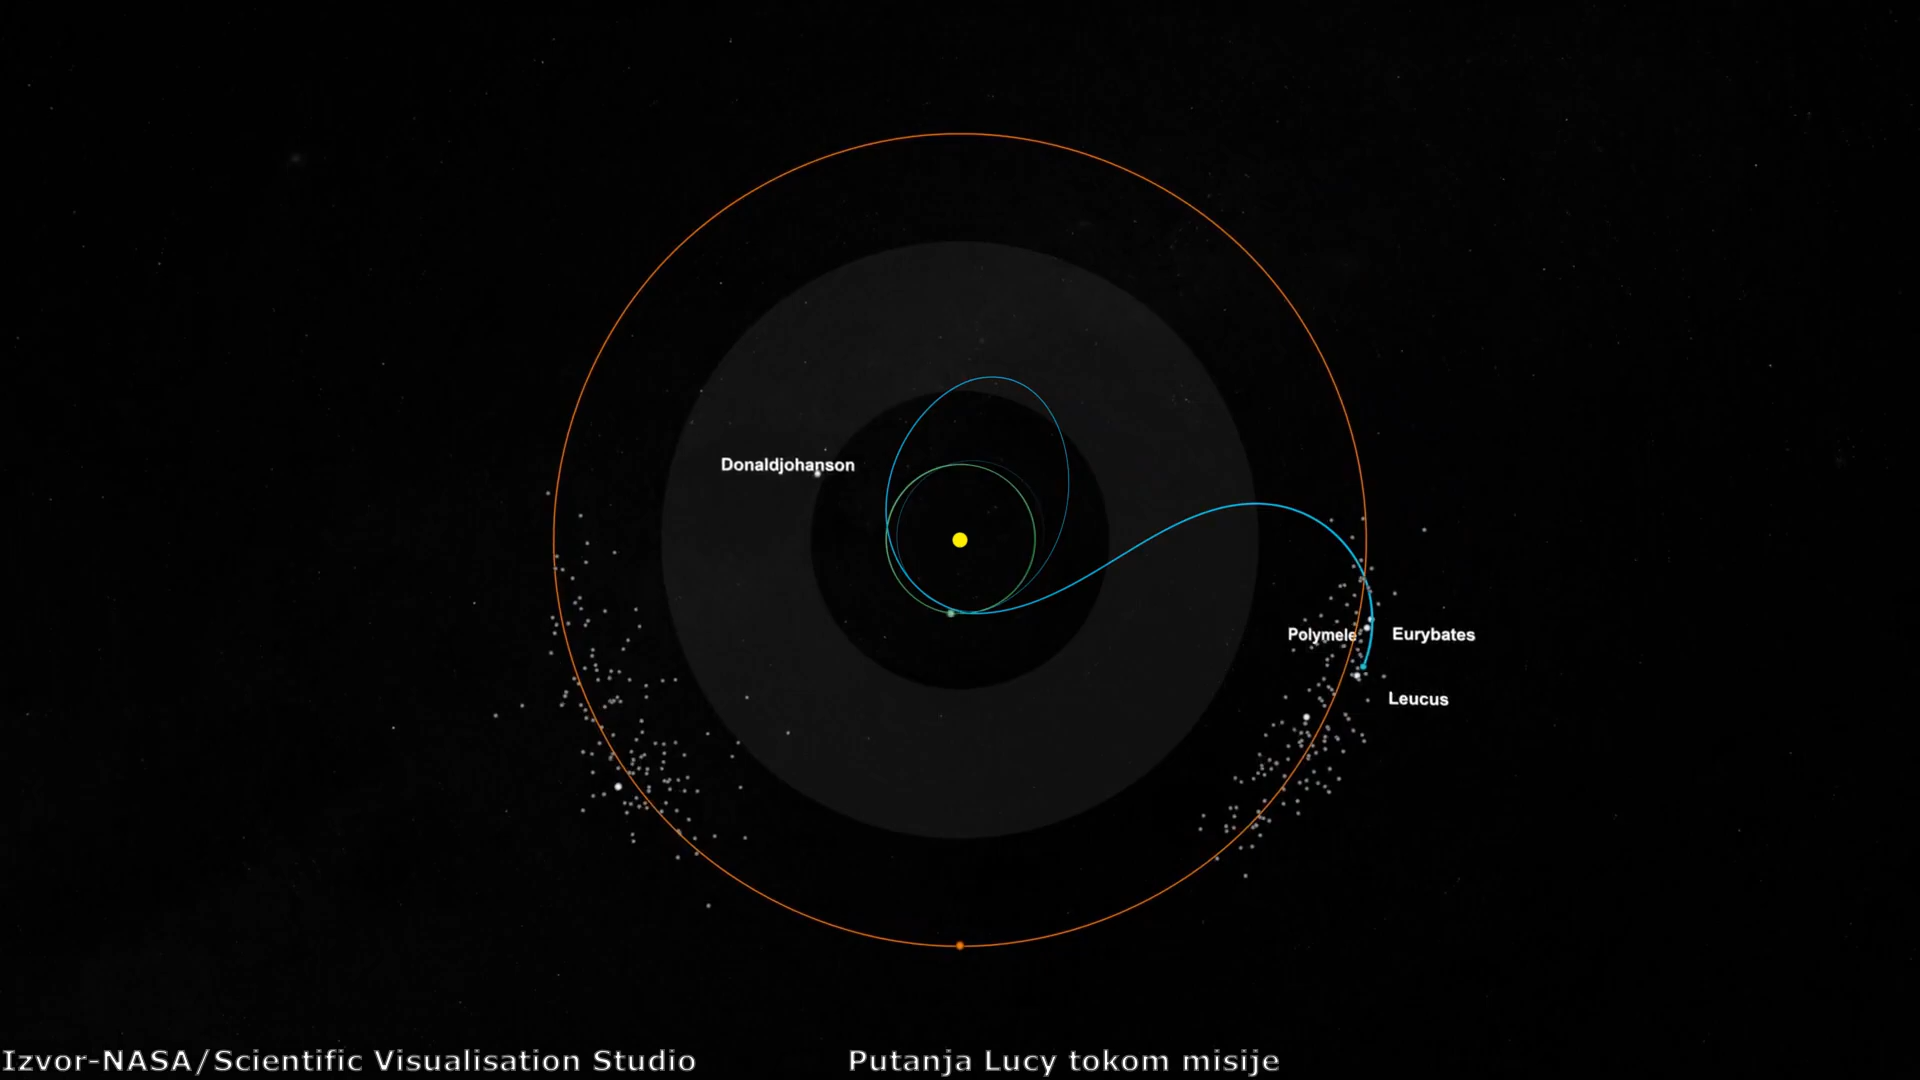 Donaldjohanson
Polymele
Eurybates
Leucus
Izvor-NASA/Scientific Visualisation Studio
Putanja Lucy tokom misije